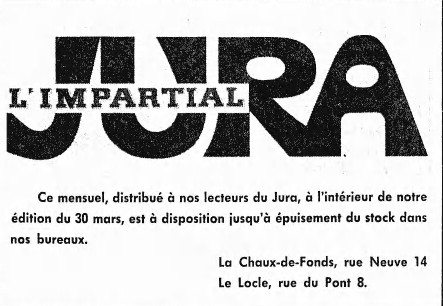 JURA
L'IMPARTIAL
Ce mensuel, distribué à nos lecteurs du Jura, à l'intérieur de notre
édition du 30 mars, est à disposition jusqu'à épuisement du stock dans
nos bureaux.
La Chaux-de-Fonds, rue Neuve 14
Le Locle, rue du Pont 8.